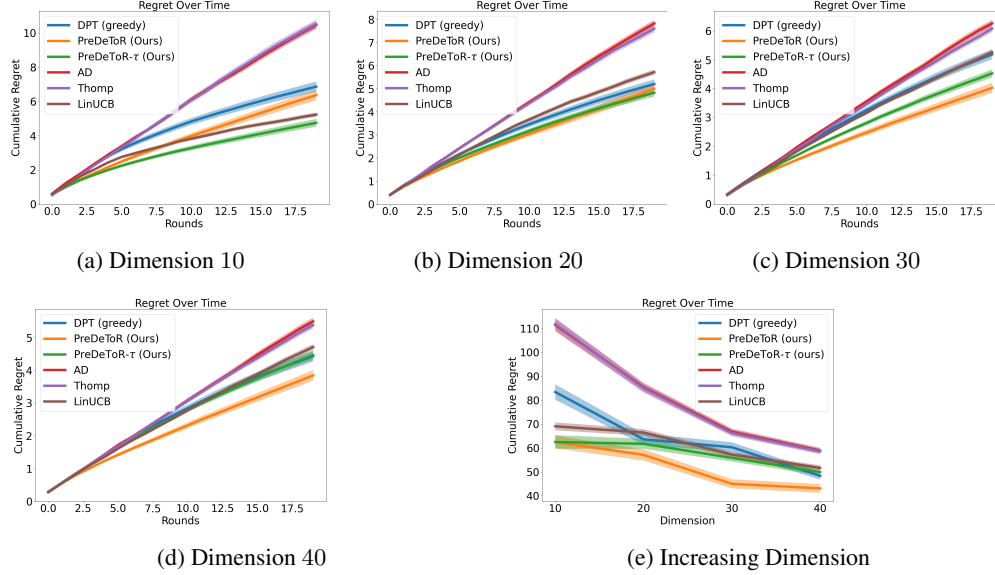 Regret Over Time
Cumulative Regret
10
8
6
4
2
0
DPT (greedy)
PreDeToR (Ours)
PreDeToR-τ (Ours)
AD
Thomp
LinUCB
0.0 2.5 5.0 7.5 10.0 12.5 15.0 17.5
Rounds
(a) Dimension 10
Regret Over Time
Cumulative Regret
8
7
6
5
4
3
2
1
0
DPT (greedy)
PreDeToR (Ours)
PreDeToR-τ (Ours)
AD
Thomp
LinUCB
0.0 2.5 5.0 7.5 10.0 12.5 15.0 17.5
Rounds
(b) Dimension 20
Regret Over Time
Cumulative Regret
6
5
4
3
2
1
0
DPT (greedy)
PreDeToR (Ours)
PreDeToR-τ (Ours)
AD
Thomp
LinUCB
0.0 2.5 5.0 7.5 10.0 12.5 15.0 17.5
Rounds
(c) Dimension 30
Regret Over Time
Cumulative Regret
5
4
3
2
1
0
DPT (greedy)
PreDeToR (Ours)
PreDeToR-τ (Ours)
AD
Thomp
LinUCB
0.0 2.5 5.0 7.5 10.0 12.5 15.0 17.5
Rounds
(d) Dimension 40
Regret Over Time
Cumulative Regret
110
100
90
80
70
60
50
40
DPT (greedy)
PreDeToR (ours)
PreDeToR-τ (ours)
AD
Thomp
LinUCB
10 20 30 40
Dimension
(e) Increasing Dimension